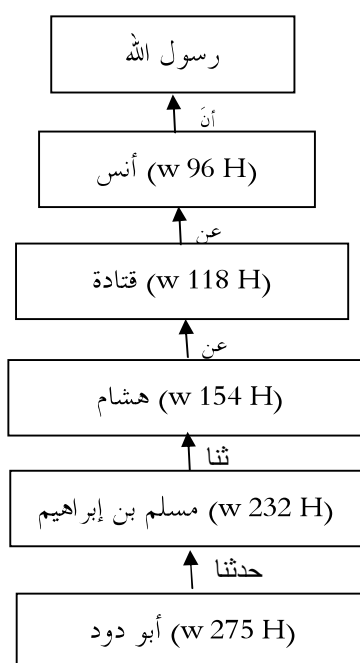 رسول الله
أنَ
أنس (w 96 H)
عن
قتادة (w 118 H)
عن
هشام (w 154 H)
ثنا
مسلم بن إبراهيم (w 232 H)
حدثنا
أبو دود (w 275 H)